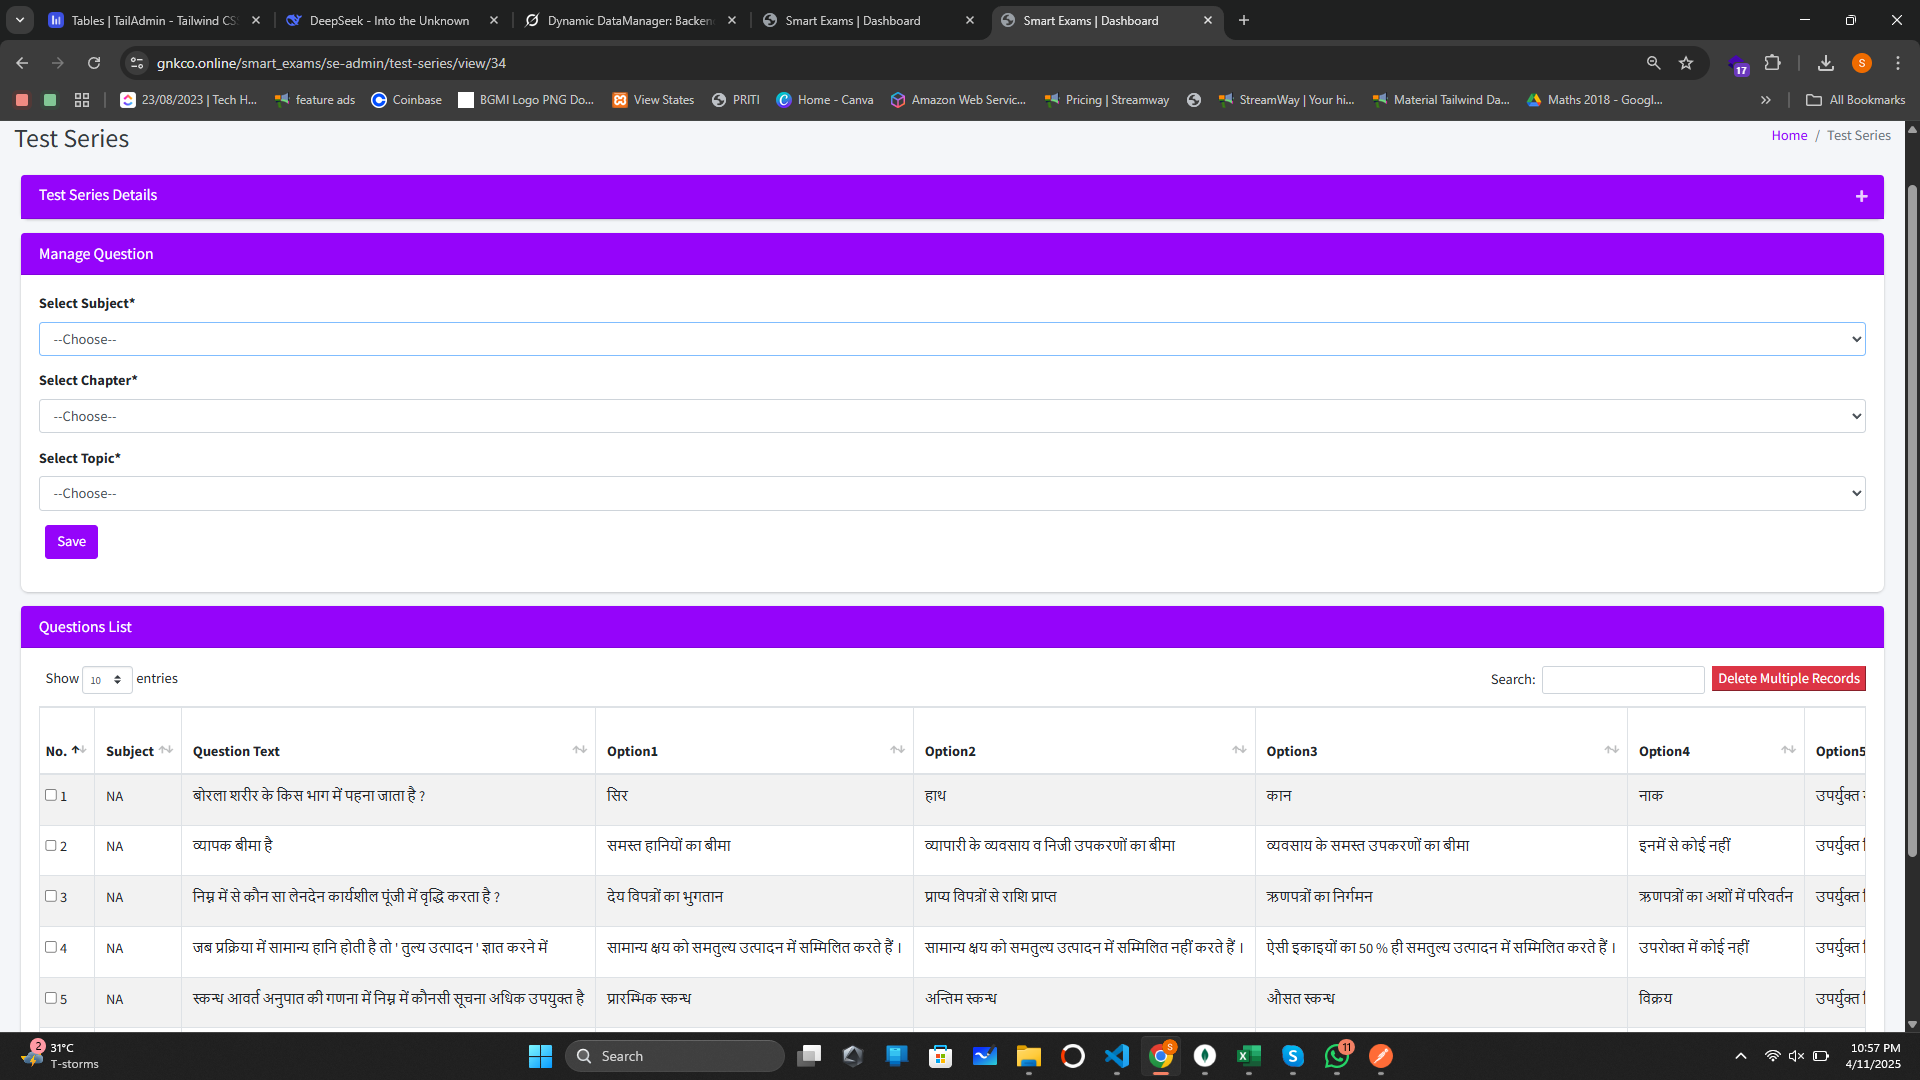 Tables | TailAdmin - Tailwind CS
DeepSeek - Into the Unknown
Dynamic DataManager: Backen
Smart Exams | Dashboard
Smart Exams | Dashboard
gnkco.online/smart_exams/se-admin/test-series/view/34
17
S
23/08/2023 | Tech H...
feature ads
Coinbase
BGMI Logo PNG Do...
View States
PRITI
Home - Canva
Amazon Web Servic...
Pricing | Streamway
StreamWay | Your hi...
Material Tailwind Da...
Maths 2018 - Googl...
All Bookmarks
Test Series
Home / Test Series
Test Series Details
Manage Question
Select Subject*
--Choose--
Select Chapter*
--Choose--
Select Topic*
--Choose--
Save
Questions List
Show 10 entries
Search:
Delete Multiple Records
No. Subject Question Text Option1 Option2 Option3 Option4 Option5
1 NA बोरला शरीर के किस भाग में पहना जाता है ? सिर हाथ कान नाक उपर्युक्त
2 NA व्यापक बीमा है समस्त हानियों का बीमा व्यापारी के व्यवसाय व निजी उपकरणों का बीमा व्यवसाय के समस्त उपकरणों का बीमा इनमें से कोई नहीं उपर्युक्त
3 NA निम्न में से कौन सा लेनदेन कार्यशील पूंजी में वृद्धि करता है ? देय विपत्रों का भुगतान प्राप्य विपत्रों से राशि प्राप्त ऋणपत्रों का निर्गमन ऋणपत्रों का अशों में परिवर्तन उपर्युक्त
4 NA जब प्रक्रिया में सामान्य हानि होती है तो ' तुल्य उत्पादन ' ज्ञात करने में सामान्य क्षय को समतुल्य उत्पादन में सम्मिलित करते हैं । सामान्य क्षय को समतुल्य उत्पादन में सम्मिलित नहीं करते हैं । ऐसी इकाइयों का 50 % ही समतुल्य उत्पादन में सम्मिलित करते हैं । उपरोक्त में कोई नहीं उपर्युक्त
5 NA स्कन्ध आवर्त अनुपात की गणना में निम्न में कौनसी सूचना अधिक उपयुक्त है प्रारम्भिक स्कन्ध अन्तिम स्कन्ध औसत स्कन्ध विक्रय उपर्युक्त
2
31°C
T-storms
Search
S
11
10:57 PM
4/11/2025